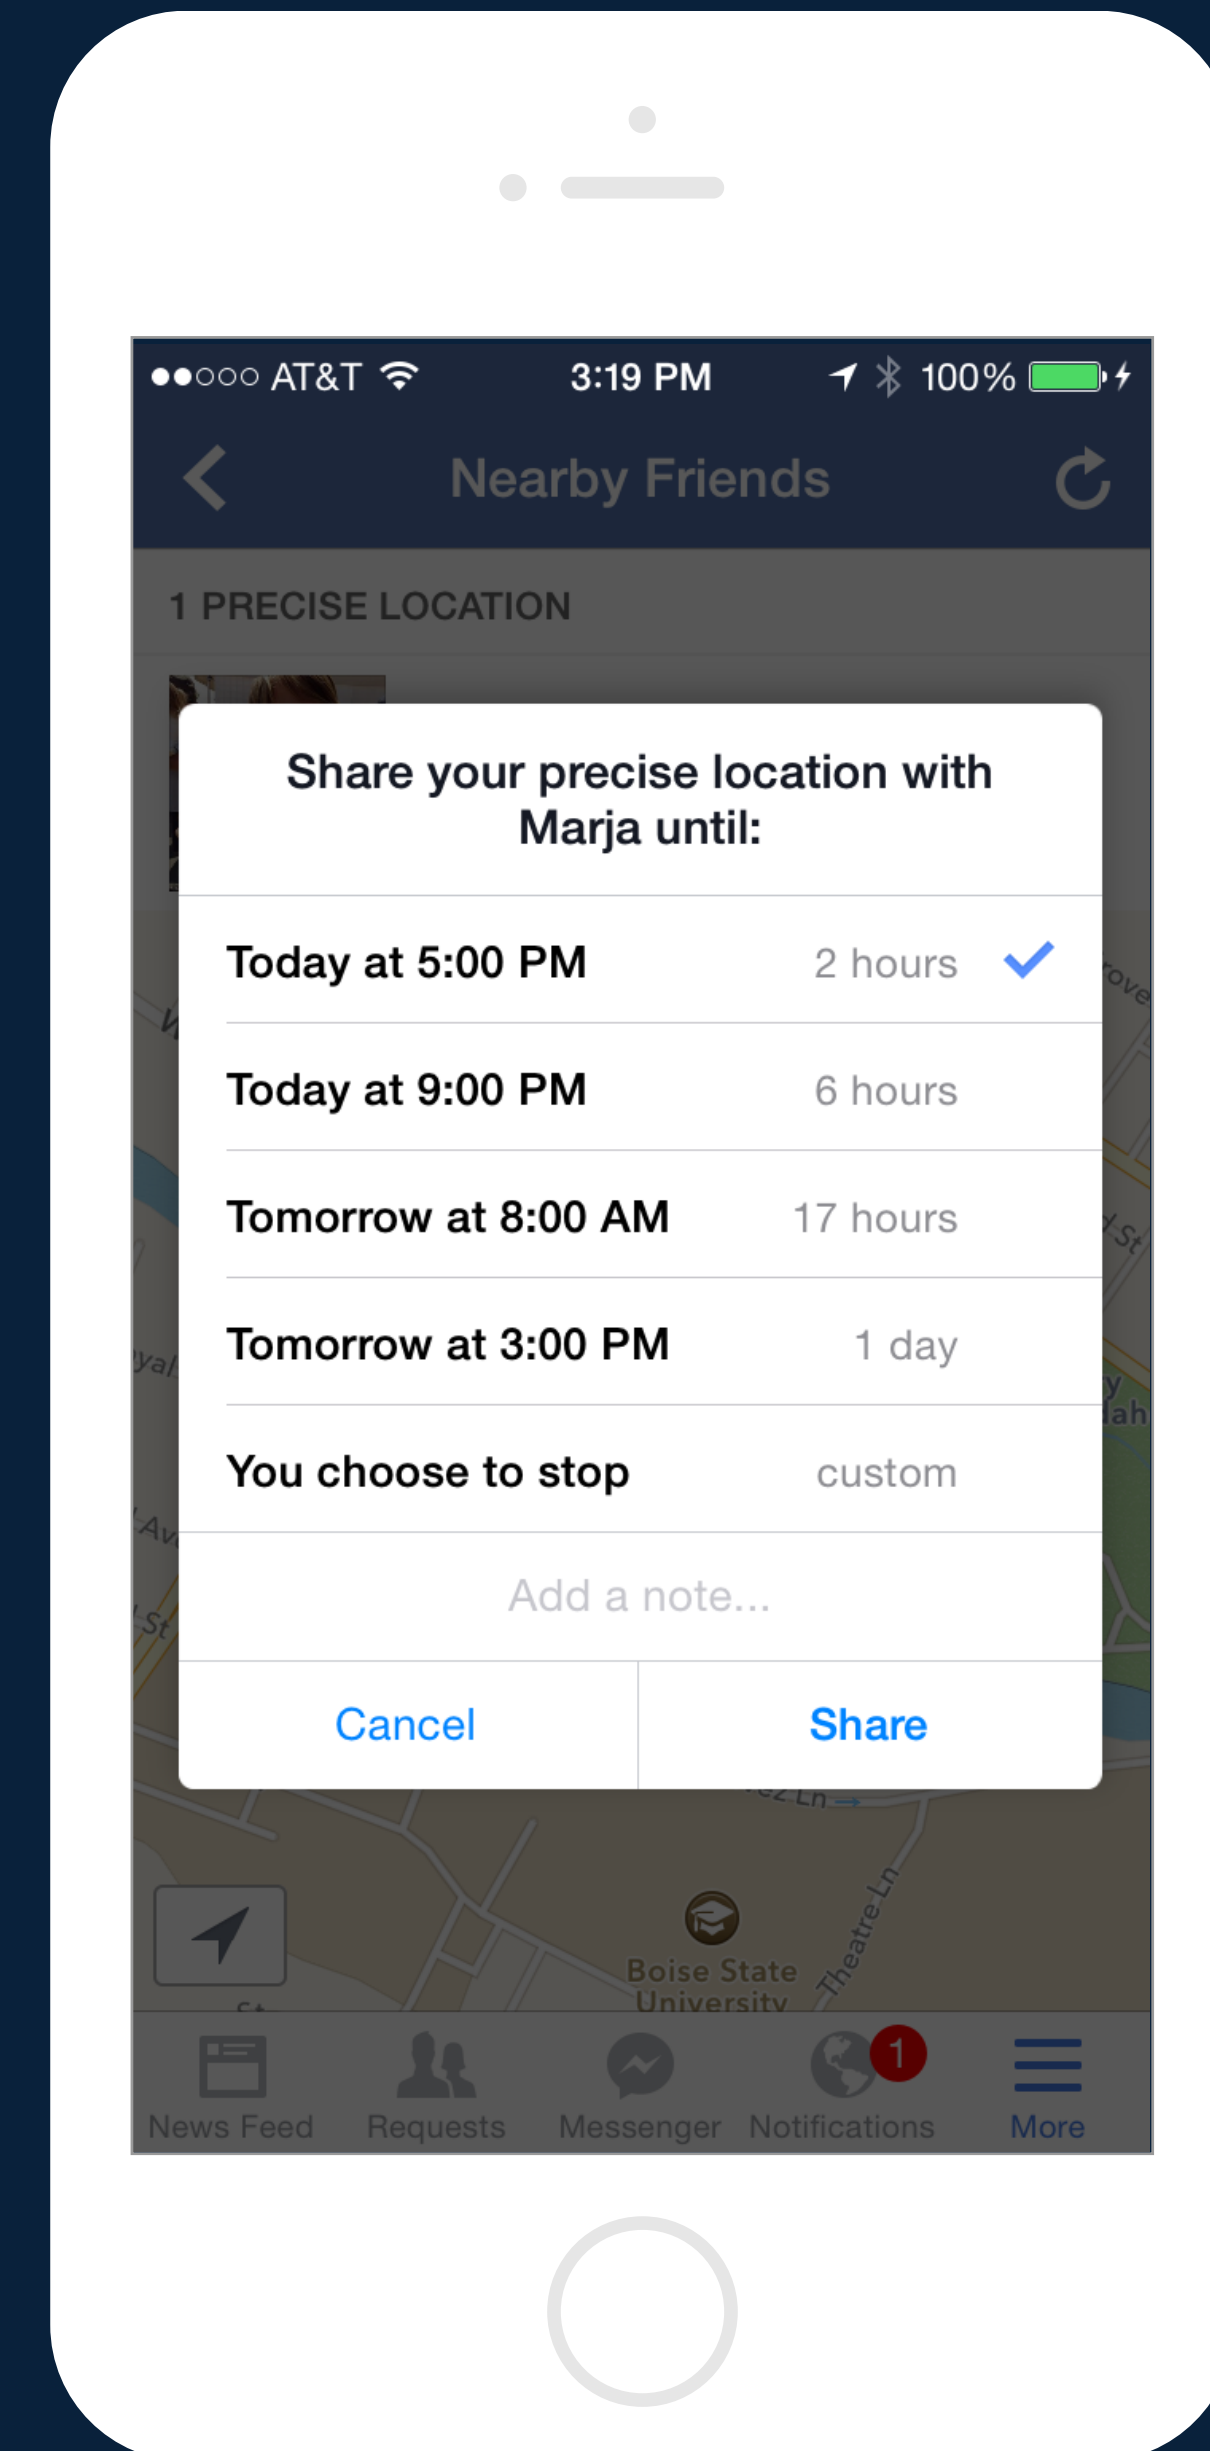 AT&T 3:19 PM 100%
Nearby Friends
1 PRECISE LOCATION
Share your precise location with
Marja until:
Today at 5:00 PM 2 hours
Today at 9:00 PM 6 hours
Tomorrow at 8:00 AM 17 hours
Tomorrow at 3:00 PM 1 day
You choose to stop custom
Add a note...
Cancel Share
Theatre Ln
Boise State
University
1
News Feed Requests Messenger Notifications More